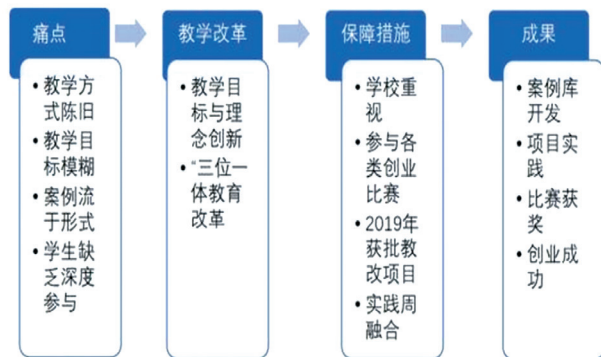 痛点
• 教学方
式陈旧
• 教学目
标模糊
• 案例流
于形式
• 学生缺
乏深度
参与
教学改革
• 教学目
标与理
念创新
• “三位一
体教育
改革
保障措施
• 学校重
视
• 参与各
类创业
比赛
• 2019年
获批教
改项目
• 实践周
融合
成果
• 案例库
开发
• 项目实
践
• 比赛获
奖
• 创业成
功